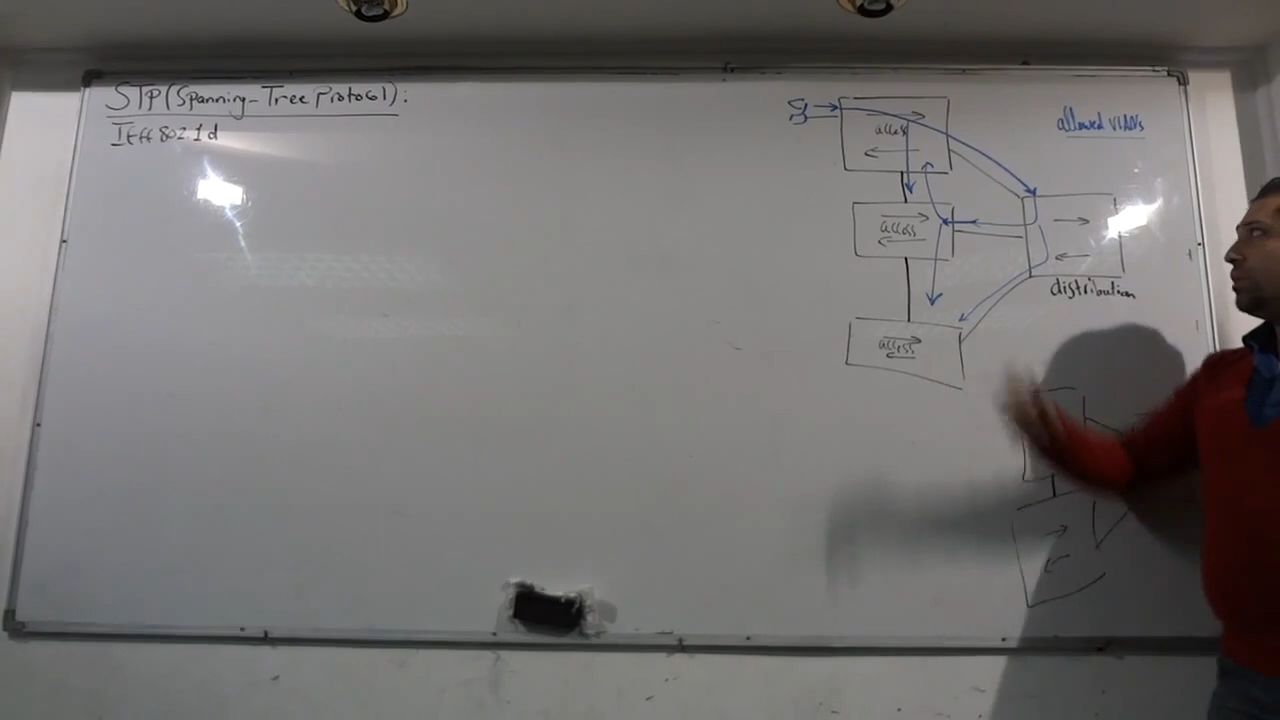 STP (Spanning-Tree Protocol):
IEEE 802.1d
allowed VLANs
access
access
access
distribution